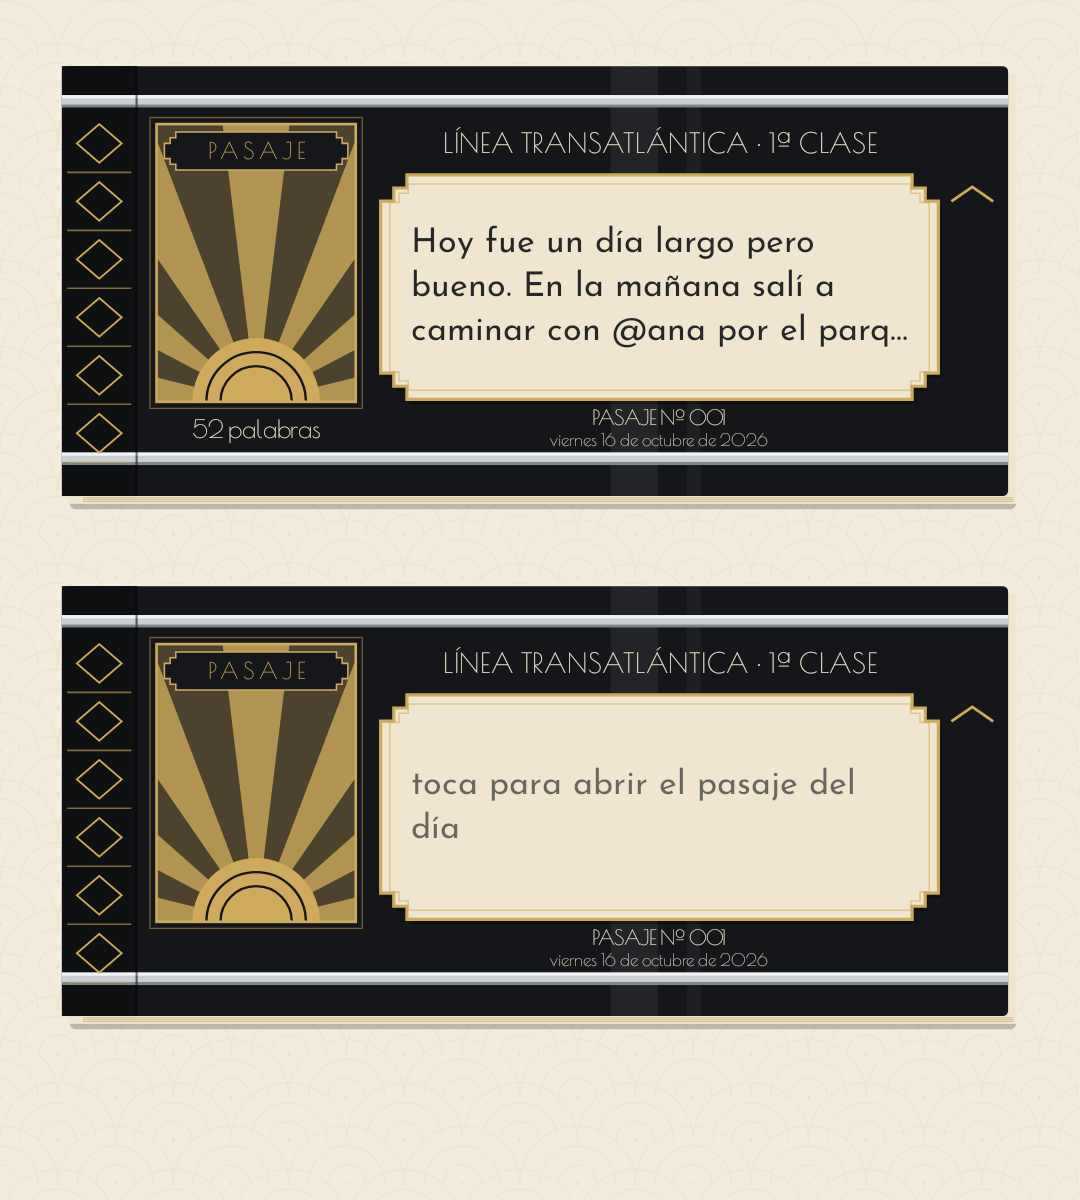 PASAJE
LÍNEA TRANSATLÁNTICA · 1ª CLASE
Hoy fue un día largo pero
bueno. En la mañana salí a
caminar con @ana por el parq...
52 palabras
PASAJE Nº 001
viernes 16 de octubre de 2026
PASAJE
LÍNEA TRANSATLÁNTICA · 1ª CLASE
toca para abrir el pasaje del
día
PASAJE Nº 001
viernes 16 de octubre de 2026